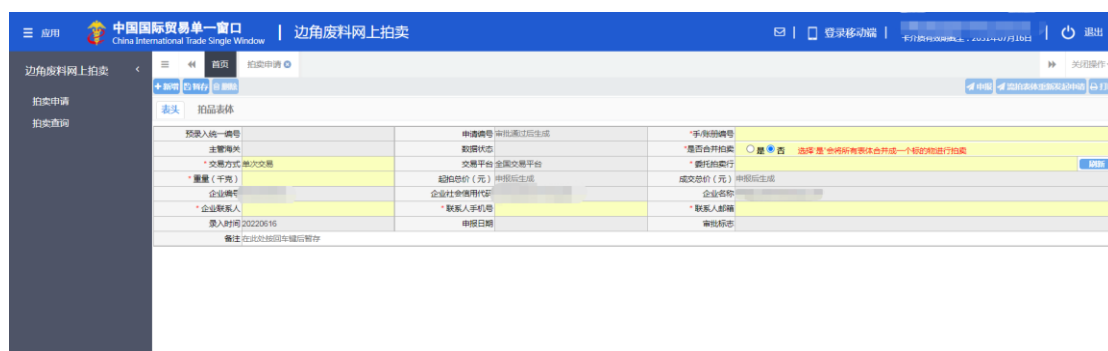 应用 中国国际贸易单一窗口 边角废料网上拍卖 登录移动端 退出
China International Trade Single Window
边角废料网上拍卖 首页 拍卖申请 关闭操作
新增 暂存 删除 申报
拍卖申请 表头 拍品表体
拍卖查询
预录入统一编号 申请编号 审批通过后生成 *手/账册编号
主管海关 数据状态 *是否合并拍卖 是 否 选择"是"会将所有表体合并成一个标的物进行拍卖
*交易方式 单次交易 交易平台 全国交易平台 *委托拍卖行 刷新
*重量（千克） 起拍总价（元） 申报后生成 成交总价（元） 申报后生成
企业编号 企业社会信用代码 企业名称
*企业联系人 *联系人手机号 *联系人邮箱
录入时间 20220616 申报日期 审批标志
备注 在此处按回车键后暂存